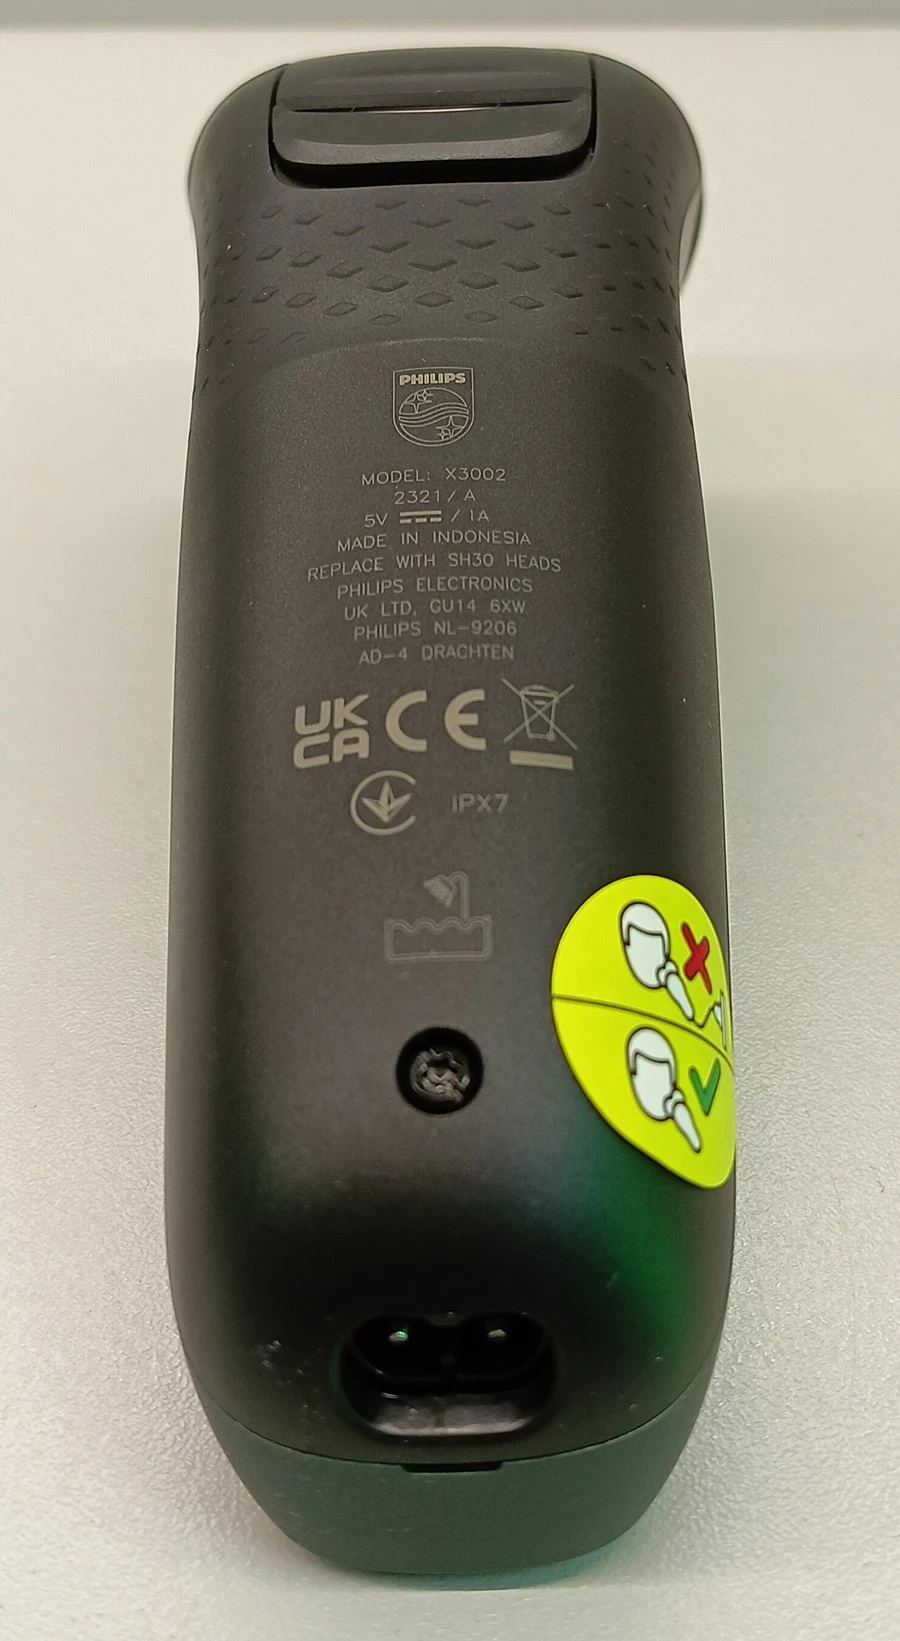 PHILIPS
MODEL: X3002
2321/A
5V ⎓ /1A
MADE IN INDONESIA
REPLACE WITH SH30 HEADS
PHILIPS ELECTRONICS
UK LTD, GU14 6XW
PHILIPS NL-9206
AD-4 DRACHTEN
UK CE
CA
IPX7